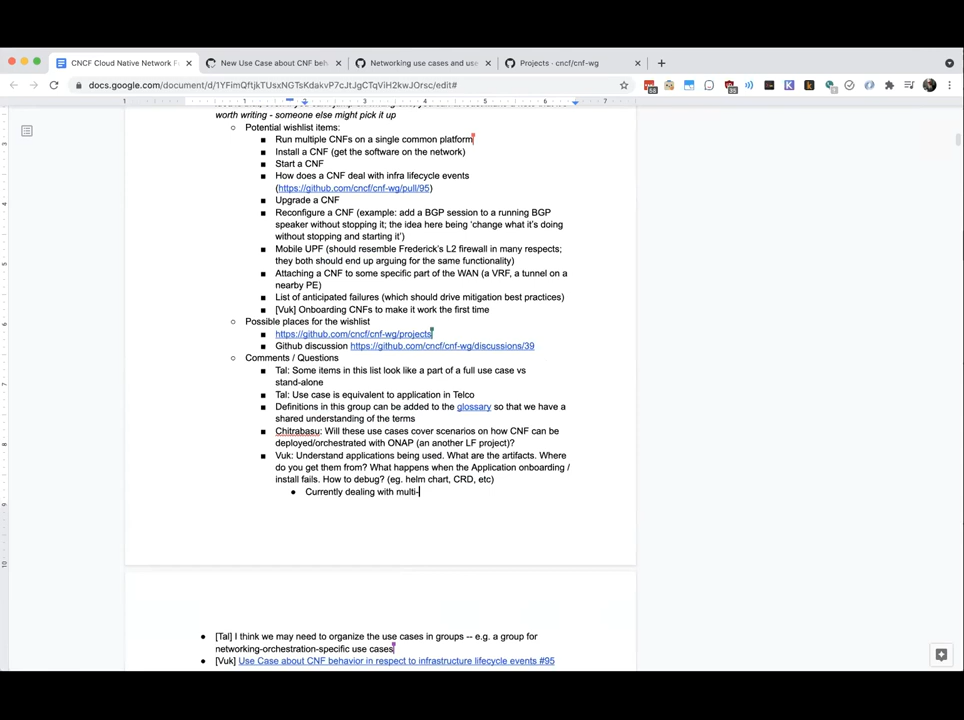 CNCF Cloud Native Network F
New Use Case about CNF beh
Networking use cases and use
Projects · cncf/cnf-wg
docs.google.com/document/d/1YFimQftjkTUsxNGTsKdakvP7cJtJgCTqViH2kwJOrsc/edit#
worth writing - someone else might pick it up
Potential wishlist items:
Run multiple CNFs on a single common platform
Install a CNF (get the software on the network)
Start a CNF
How does a CNF deal with infra lifecycle events
(https://github.com/cncf/cnf-wg/pull/95)
Upgrade a CNF
Reconfigure a CNF (example: add a BGP session to a running BGP
speaker without stopping it; the idea here being ‘change what it’s doing
without stopping and starting it’)
Mobile UPF (should resemble Frederick’s L2 firewall in many respects;
they both should end up arguing for the same functionality)
Attaching a CNF to some specific part of the WAN (a VRF, a tunnel on a
nearby PE)
List of anticipated failures (which should drive mitigation best practices)
[Vuk] Onboarding CNFs to make it work the first time
Possible places for the wishlist
https://github.com/cncf/cnf-wg/projects
Github discussion https://github.com/cncf/cnf-wg/discussions/39
Comments / Questions
Tal: Some items in this list look like a part of a full use case vs
stand-alone
Tal: Use case is equivalent to application in Telco
Definitions in this group can be added to the glossary so that we have a
shared understanding of the terms
Chitrabasu: Will these use cases cover scenarios on how CNF can be
deployed/orchestrated with ONAP (an another LF project)?
Vuk: Understand applications being used. What are the artifacts. Where
do you get them from? What happens when the Application onboarding /
install fails. How to debug? (eg. helm chart, CRD, etc)
Currently dealing with multi-
[Tal] I think we may need to organize the use cases in groups -- e.g. a group for
networking-orchestration-specific use cases
[Vuk] Use Case about CNF behavior in respect to infrastructure lifecycle events #95